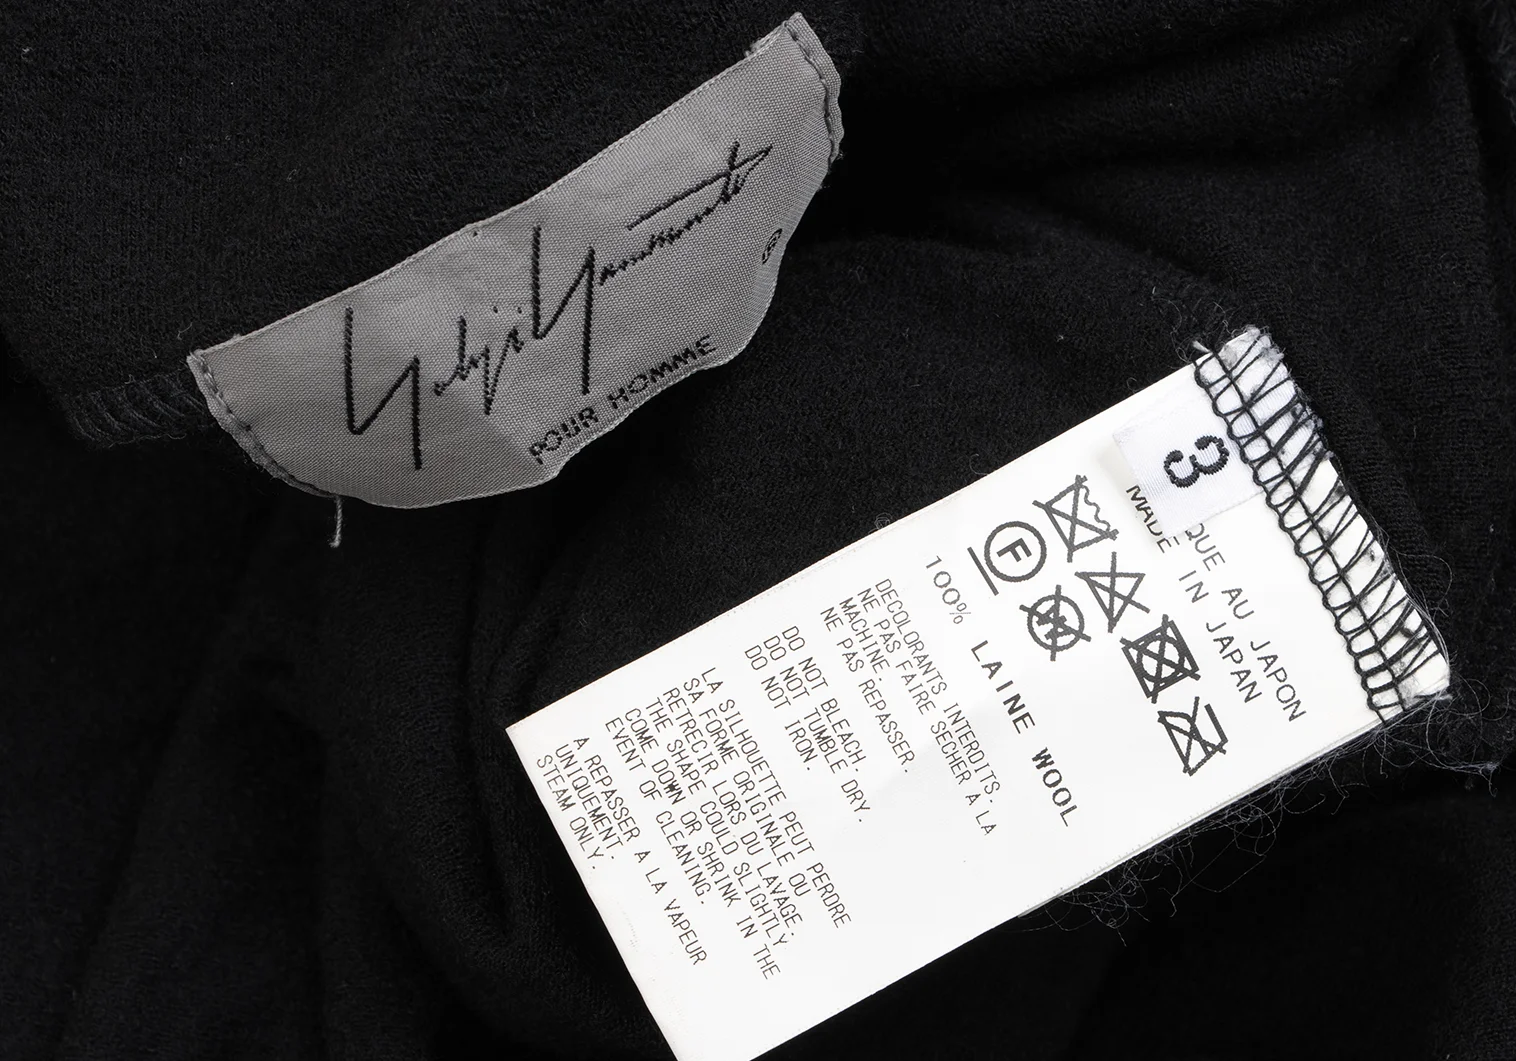 Yohji Yamamoto
®
POUR HOMME
3
QUE AU JAPON
MADE IN JAPAN
F
W
100% LAINE WOOL
DECOLORANTS INTERDITS.
NE PAS FAIRE SECHER A LA
MACHINE.
NE PAS REPASSER.
DO NOT BLEACH.
DO NOT TUMBLE DRY.
DO NOT IRON.
LA SILHOUETTE PEUT PERDRE
SA FORME ORIGINALE OU
RETRECIR LORS DU LAVAGE.
THE SHAPE COULD SLIGHTLY
COME DOWN OR SHRINK IN THE
EVENT OF CLEANING.
A REPASSER A LA VAPEUR
UNIQUEMENT.
STEAM ONLY.